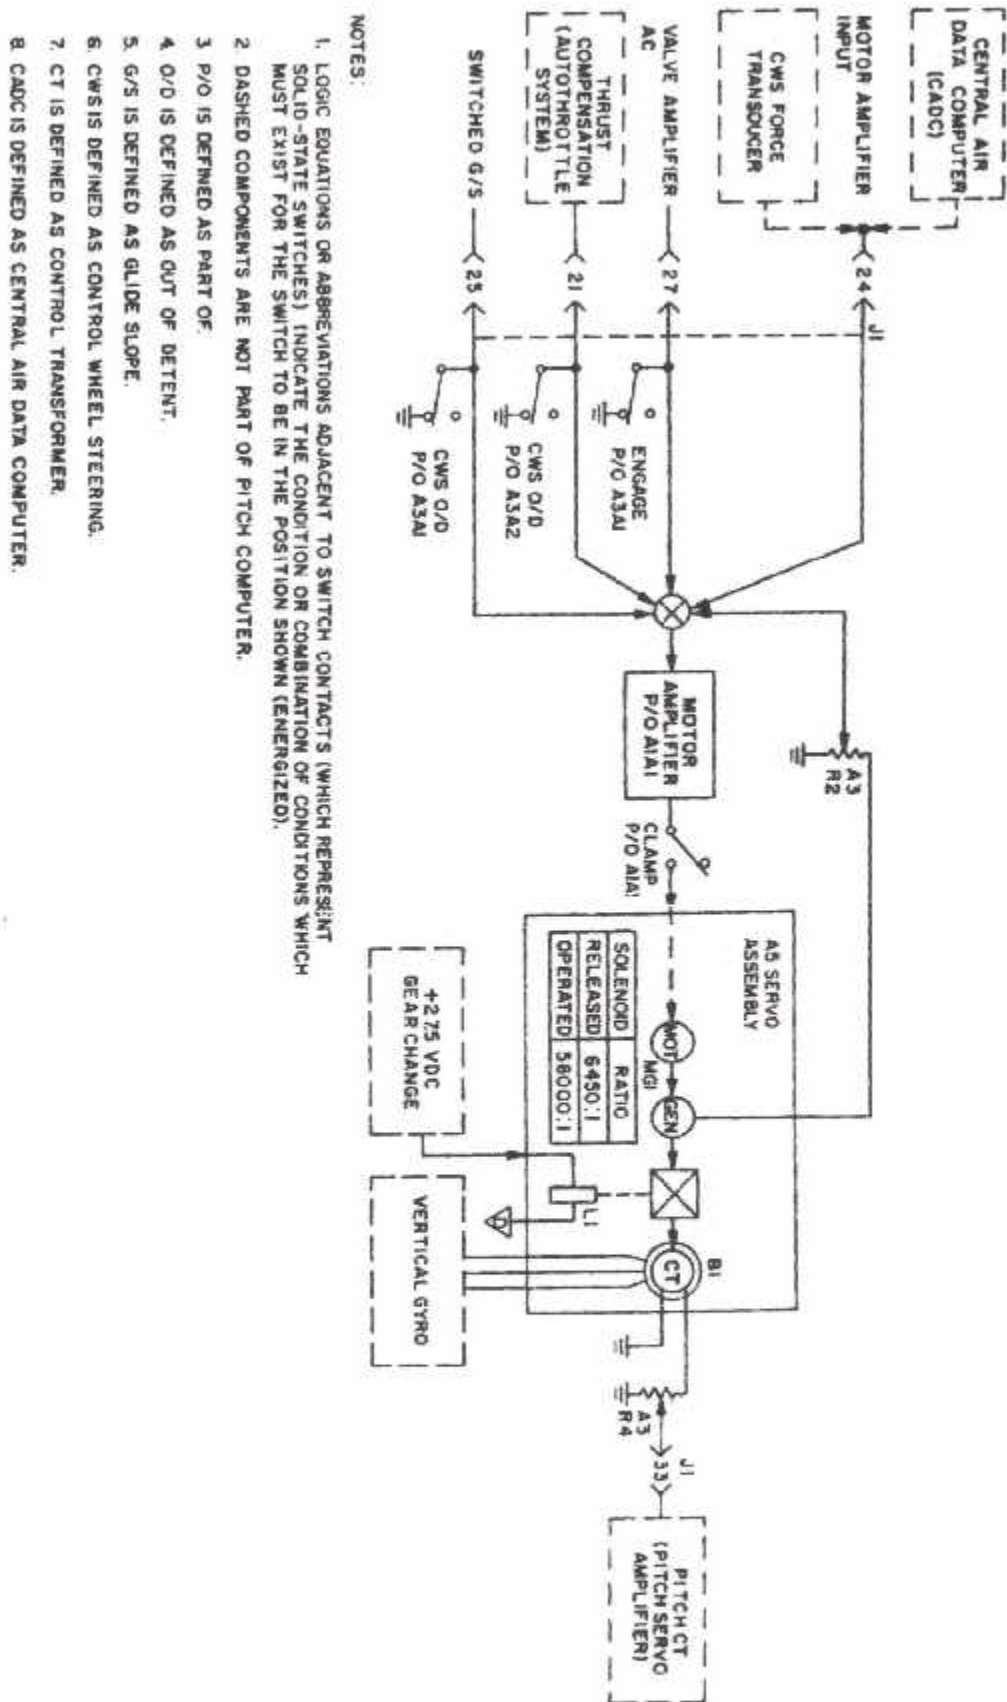 CENTRAL AIR
DATA COMPUTER
(CADC)
MOTOR AMPLIFIER
INPUT
CWS FORCE
TRANSDUCER
VALVE AMPLIFIER
AC
THRUST
COMPENSATION
(AUTOTHROTTLE
SYSTEM)
SWITCHED G/S
24
J1
27
21
25
ENGAGE
P/O A3A1
CWS O/D
P/O A3A2
CWS O/D
P/O A3A1
A3
R2
MOTOR
AMPLIFIER
P/O A1A1
CLAMP
P/O A1A1
A5 SERVO
ASSEMBLY
MOT
MG1
GEN
SOLENOID RATIO
RELEASED 6450:1
OPERATED 58000:1
L1
B1
CT
+27.5 VDC
GEAR CHANGE
VERTICAL GYRO
A3
R4
J1
33
PITCH CT
(PITCH SERVO
AMPLIFIER)
NOTES:
1. LOGIC EQUATIONS OR ABBREVIATIONS ADJACENT TO SWITCH CONTACTS (WHICH REPRESENT
SOLID-STATE SWITCHES) INDICATE THE CONDITION OR COMBINATION OF CONDITIONS WHICH
MUST EXIST FOR THE SWITCH TO BE IN THE POSITION SHOWN (ENERGIZED).
2 DASHED COMPONENTS ARE NOT PART OF PITCH COMPUTER.
3 P/O IS DEFINED AS PART OF.
4. O/D IS DEFINED AS OUT OF DETENT.
5. G/S IS DEFINED AS GLIDE SLOPE.
6. CWS IS DEFINED AS CONTROL WHEEL STEERING.
7. CT IS DEFINED AS CONTROL TRANSFORMER.
8. CADC IS DEFINED AS CENTRAL AIR DATA COMPUTER.